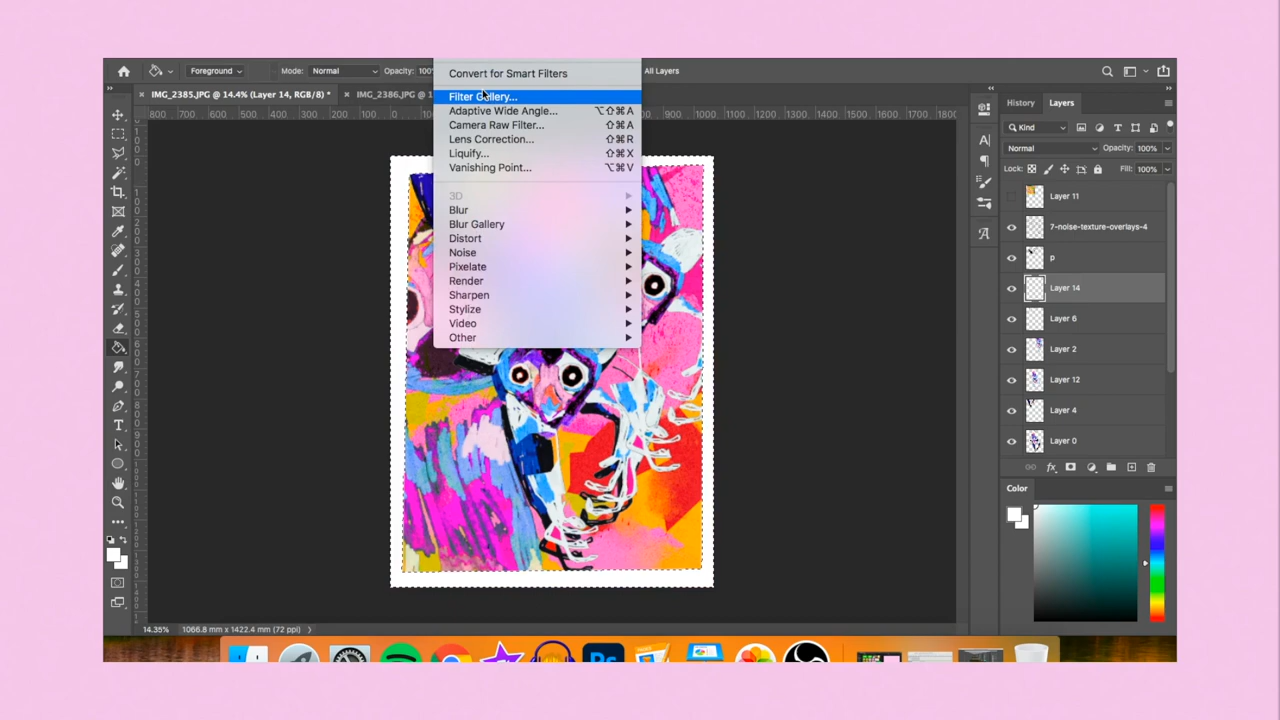 Foreground
Mode: Normal
Opacity: 100%
All Layers
IMG_2385.JPG @ 14.4% (Layer 14, RGB/8) *
IMG_2386.JPG @ 1
Convert for Smart Filters
Filter Gallery...
Adaptive Wide Angle... ⌥⇧⌘A
Camera Raw Filter... ⇧⌘A
Lens Correction... ⇧⌘R
Liquify... ⇧⌘X
Vanishing Point... ⌥⌘V
3D
Blur
Blur Gallery
Distort
Noise
Pixelate
Render
Sharpen
Stylize
Video
Other
800 700 600 500 400 300 200 100 0
1000 1100 1200 1300 1400 1500 1600 1700 1800
History Layers
Kind
Normal Opacity: 100%
Lock: Fill: 100%
Layer 11
7-noise-texture-overlays-4
p
Layer 14
Layer 6
Layer 2
Layer 12
Layer 4
Layer 0
fx
Color
14.35% 1066.8 mm x 1422.4 mm (72 ppi)
Ps